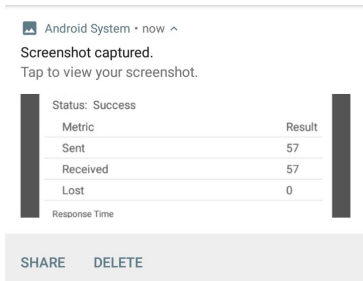 Android System • now
Screenshot captured.
Tap to view your screenshot.
Status: Success
Metric Result
Sent 57
Received 57
Lost 0
Response Time
SHARE DELETE